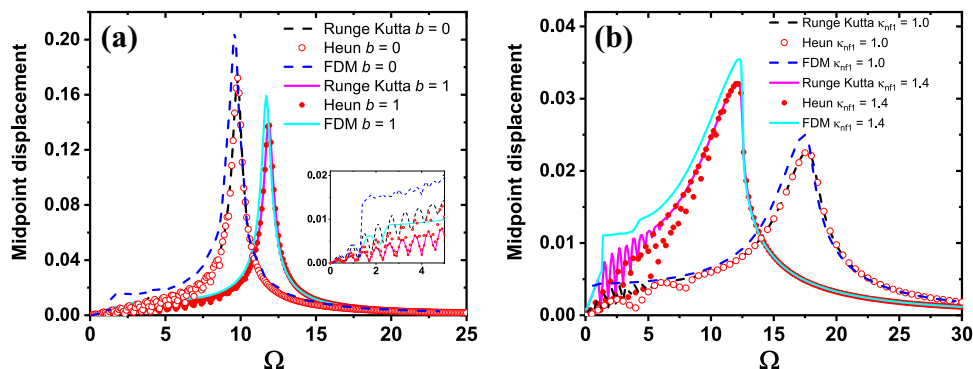 (a)
Runge Kutta b = 0
Heun b = 0
FDM b = 0
Runge Kutta b = 1
Heun b = 1
FDM b = 1
Midpoint displacement
0.20
0.16
0.12
0.08
0.04
0.00
0.02
0.01
0.00
0 2 4
0 5 10 15 20 25
Ω
(b)
Runge Kutta κnf1 = 1.0
Heun κnf1 = 1.0
FDM κnf1 = 1.0
Runge Kutta κnf1 = 1.4
Heun κnf1 = 1.4
FDM κnf1 = 1.4
Midpoint displacement
0.04
0.03
0.02
0.01
0.00
0 5 10 15 20 25 30
Ω